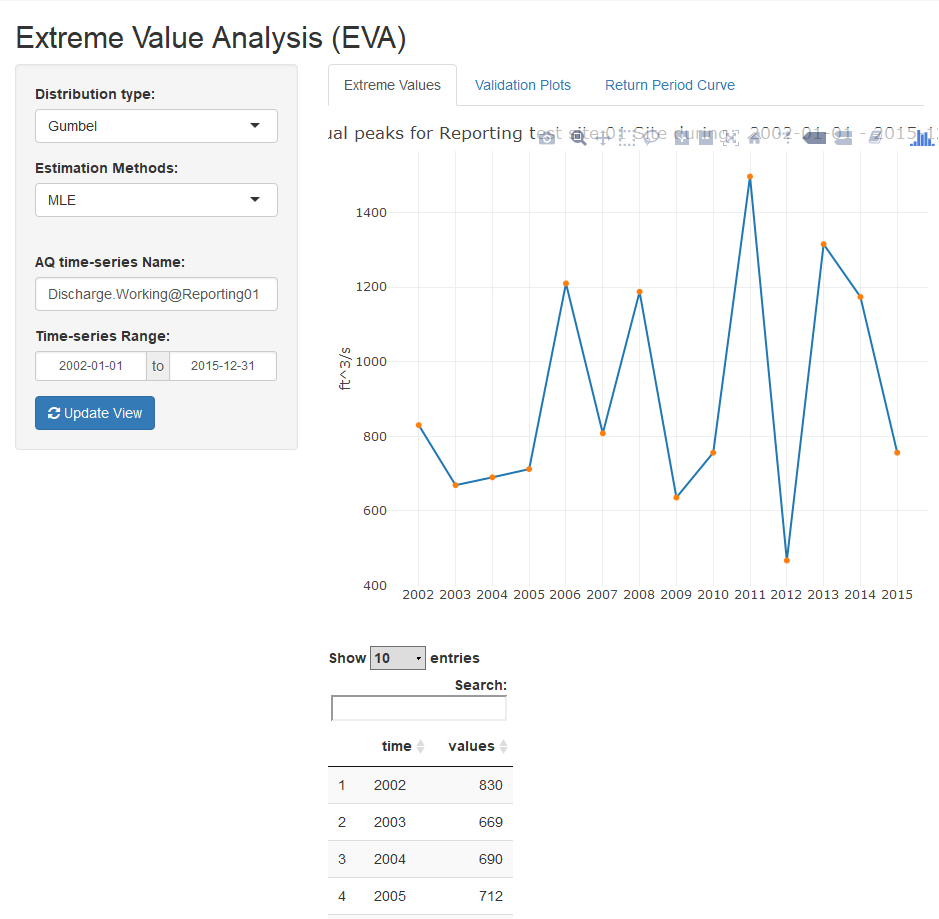 Extreme Value Analysis (EVA)
Distribution type:
Gumbel
Estimation Methods:
MLE
AQ time-series Name:
Discharge.Working@Reporting01
Time-series Range:
2002-01-01 to 2015-12-31
Update View
Extreme Values Validation Plots Return Period Curve
ual peaks for Reporting test site 01 Site during: 2002-01-01 - 2015-12
ft^3/s
1400
1200
1000
800
600
400
2002 2003 2004 2005 2006 2007 2008 2009 2010 2011 2012 2013 2014 2015
Show 10 entries
Search:
time values
1 2002 830
2 2003 669
3 2004 690
4 2005 712